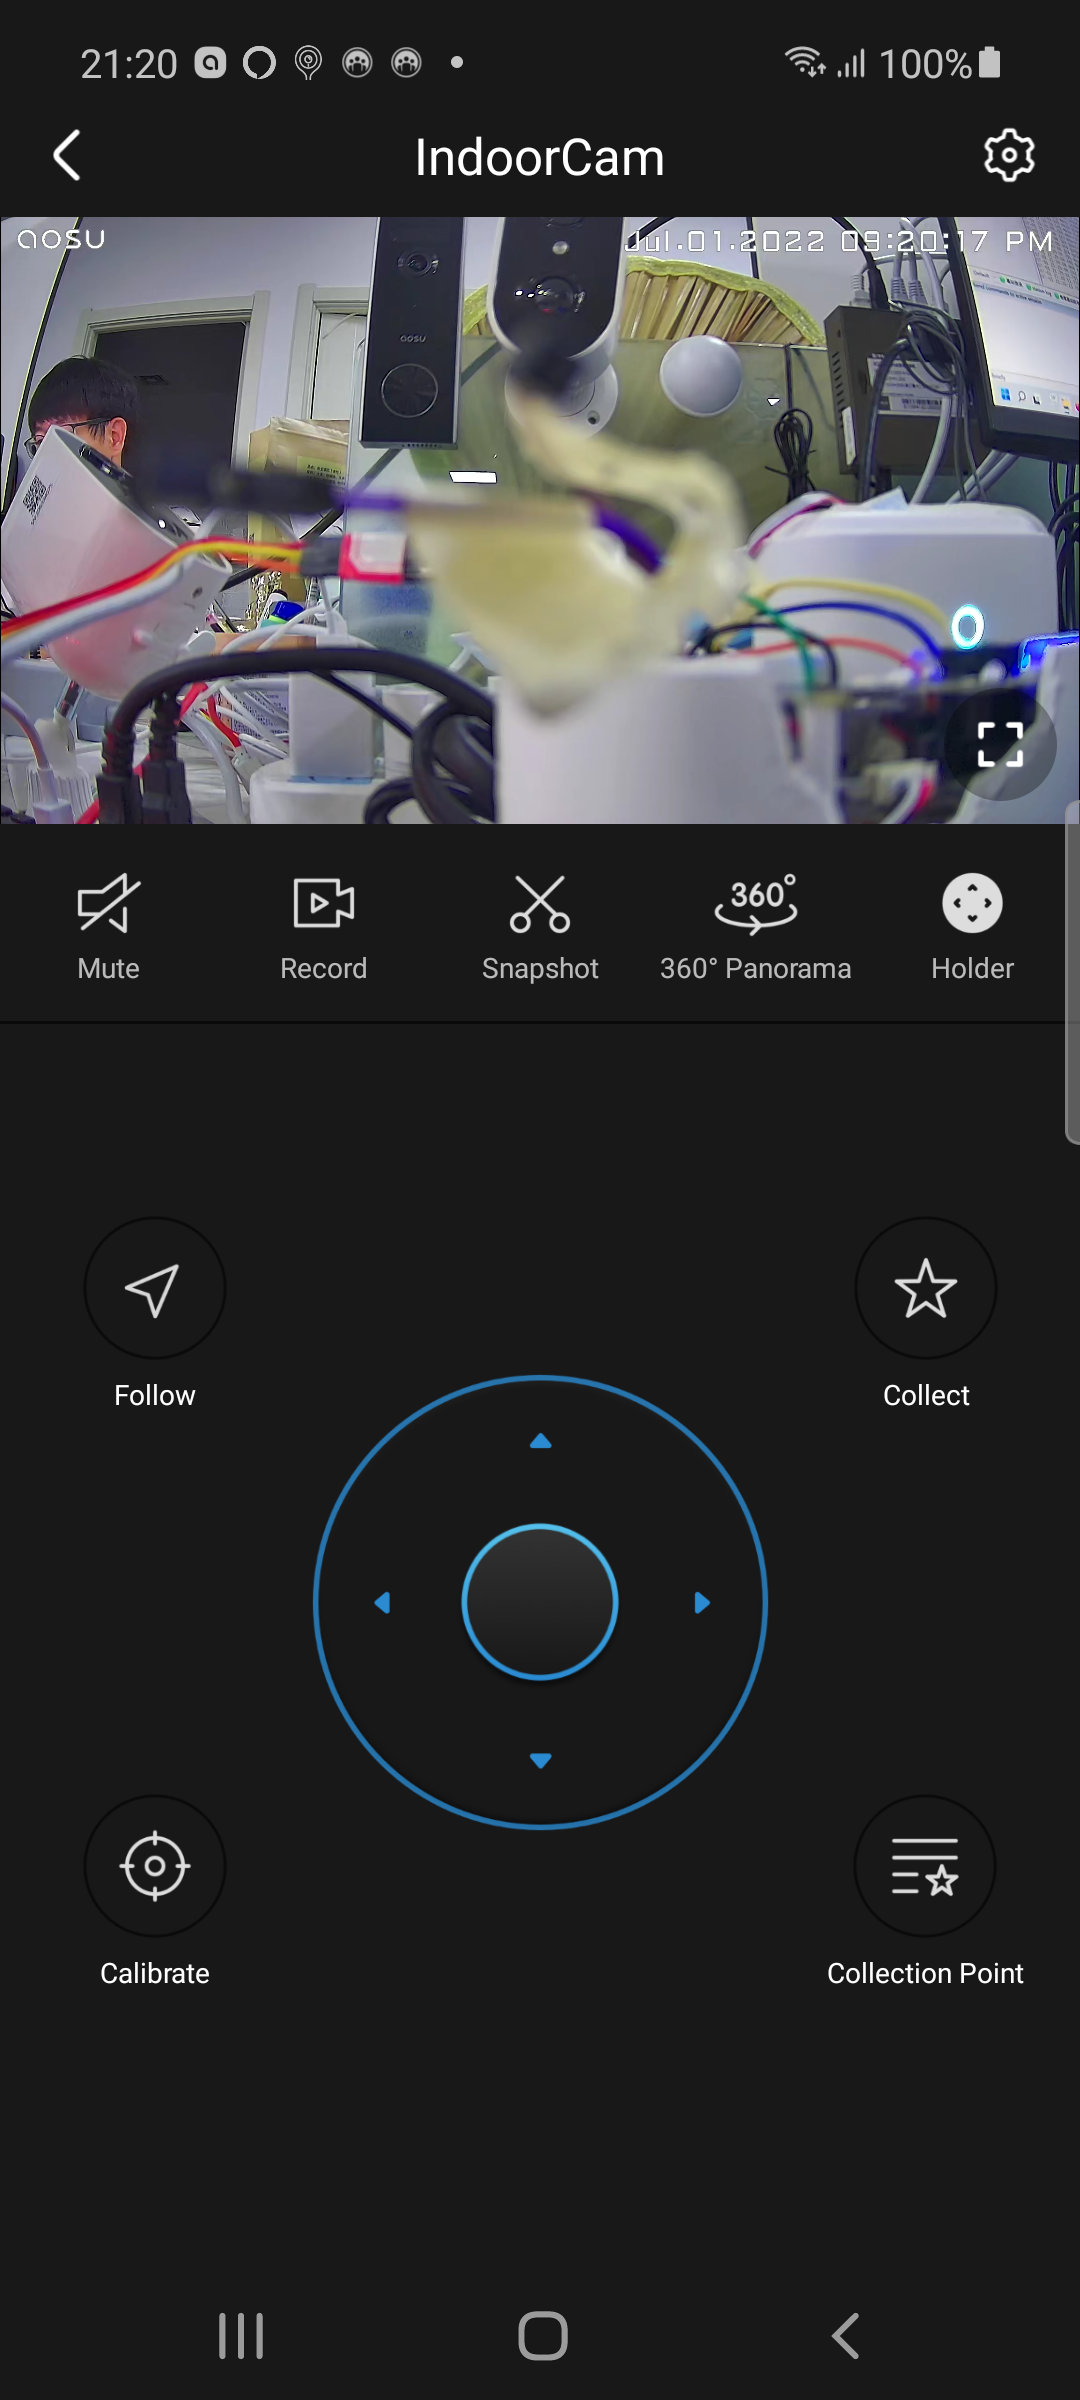 21:20
100%
IndoorCam
aosu
Jul.01.2022 09:20:17 PM
aosu
Mute
Record
Snapshot
360°
360° Panorama
Holder
Follow
Collect
Calibrate
Collection Point